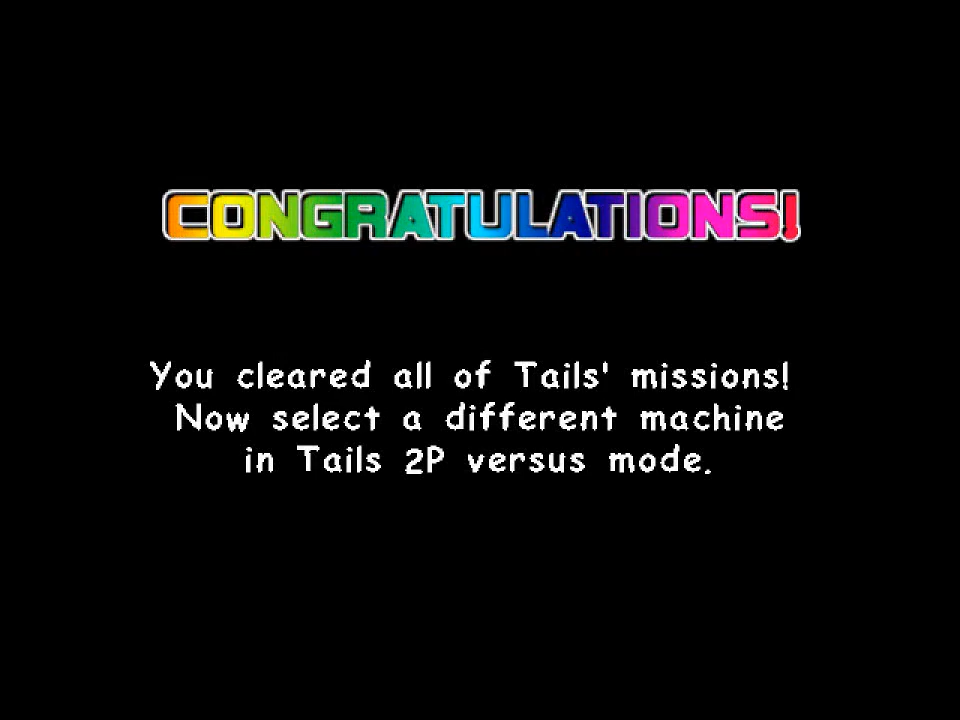 CONGRATULATIONS!
You cleared all of Tails' missions!
Now select a different machine
in Tails 2P versus mode.